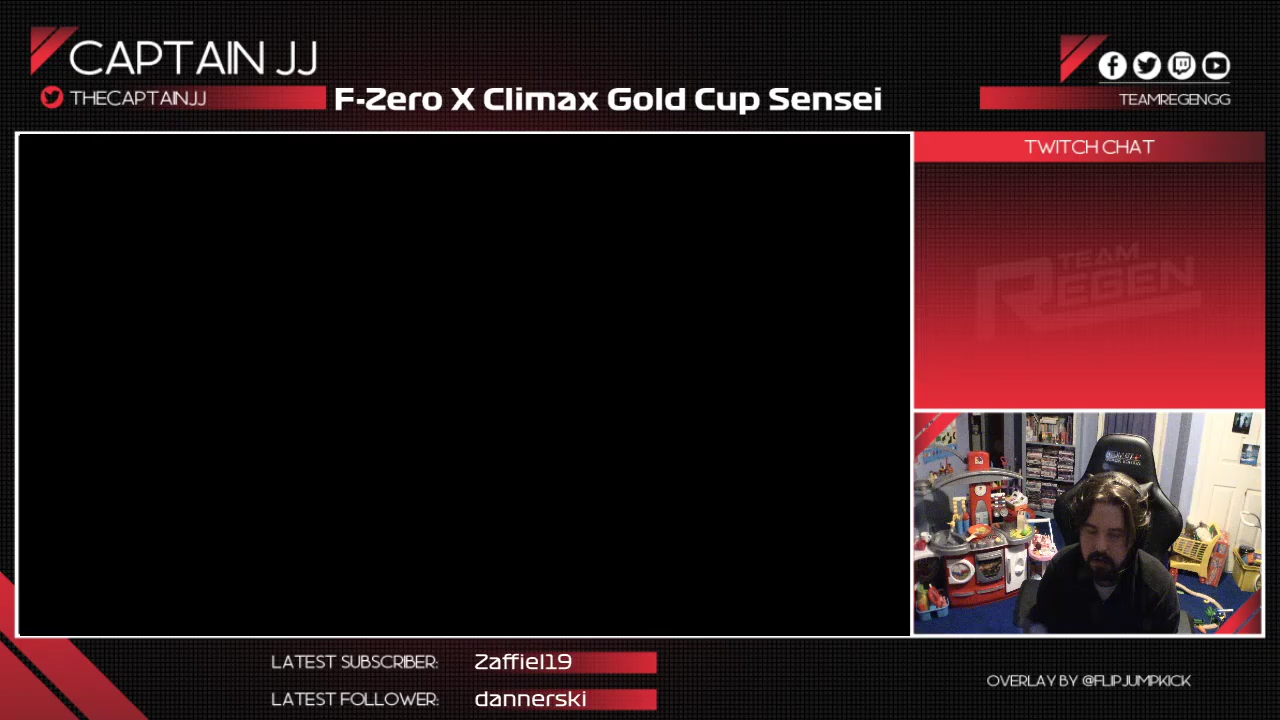 CAPTAIN JJ
THECAPTAINJJ
F-Zero X Climax Gold Cup Sensei
TEAMREGENGG
TWITCH CHAT
TEAM
REGEN
LATEST SUBSCRIBER: Zaffiel19
LATEST FOLLOWER: dannerski
OVERLAY BY @FLIPJUMPKICK